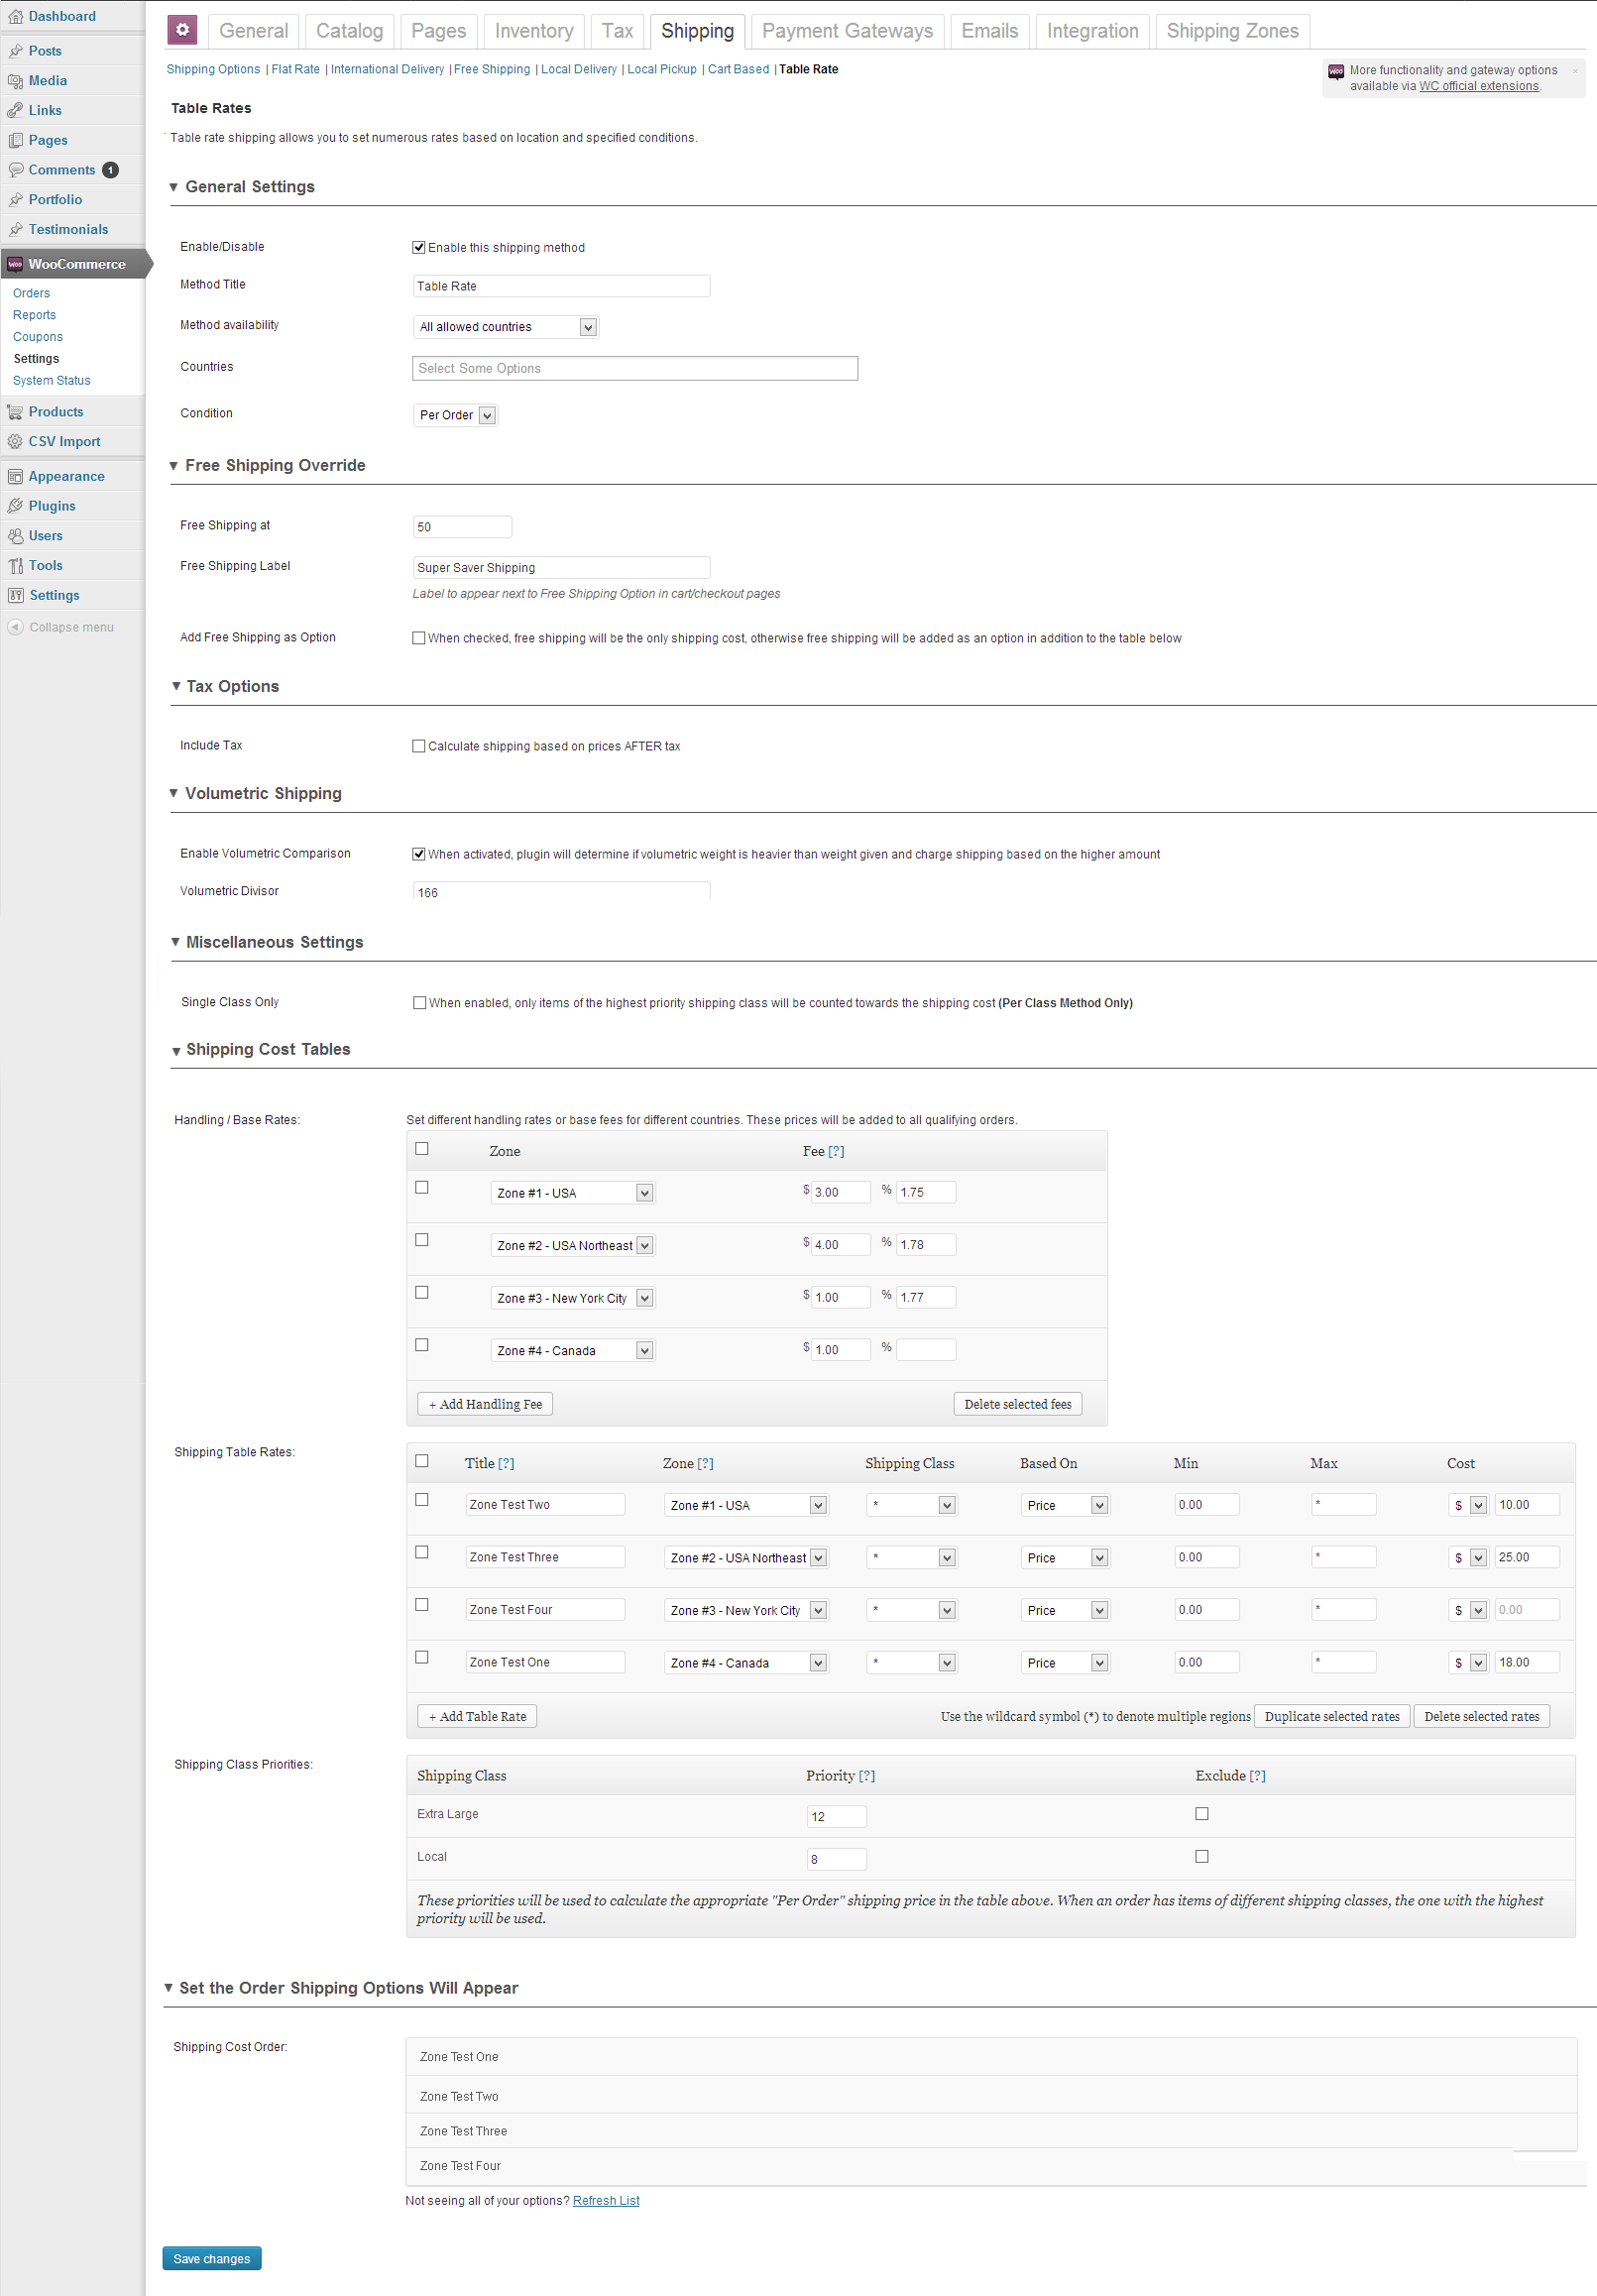 Dashboard
Posts
Media
Links
Pages
Comments 1
Portfolio
Testimonials
WooCommerce
Orders
Reports
Coupons
Settings
System Status
Products
CSV Import
Appearance
Plugins
Users
Tools
Settings
Collapse menu
General Catalog Pages Inventory Tax Shipping Payment Gateways Emails Integration Shipping Zones
Shipping Options | Flat Rate | International Delivery | Free Shipping | Local Delivery | Local Pickup | Cart Based | Table Rate
More functionality and gateway options
available via WC official extensions.
Table Rates
Table rate shipping allows you to set numerous rates based on location and specified conditions.
▼ General Settings
Enable/Disable Enable this shipping method
Method Title Table Rate
Method availability All allowed countries
Countries Select Some Options
Condition Per Order
▼ Free Shipping Override
Free Shipping at 50
Free Shipping Label Super Saver Shipping
Label to appear next to Free Shipping Option in cart/checkout pages
Add Free Shipping as Option When checked, free shipping will be the only shipping cost, otherwise free shipping will be added as an option in addition to the table below
▼ Tax Options
Include Tax Calculate shipping based on prices AFTER tax
▼ Volumetric Shipping
Enable Volumetric Comparison When activated, plugin will determine if volumetric weight is heavier than weight given and charge shipping based on the higher amount
Volumetric Divisor 166
▼ Miscellaneous Settings
Single Class Only When enabled, only items of the highest priority shipping class will be counted towards the shipping cost (Per Class Method Only)
▼ Shipping Cost Tables
Handling / Base Rates: Set different handling rates or base fees for different countries. These prices will be added to all qualifying orders.
Zone Fee [?]
Zone #1 - USA $ 3.00 % 1.75
Zone #2 - USA Northeast $ 4.00 % 1.78
Zone #3 - New York City $ 1.00 % 1.77
Zone #4 - Canada $ 1.00 %
+ Add Handling Fee Delete selected fees
Shipping Table Rates: Title [?] Zone [?] Shipping Class Based On Min Max Cost
Zone Test Two Zone #1 - USA * Price 0.00 * $ 10.00
Zone Test Three Zone #2 - USA Northeast * Price 0.00 * $ 25.00
Zone Test Four Zone #3 - New York City * Price 0.00 * $ 0.00
Zone Test One Zone #4 - Canada * Price 0.00 * $ 18.00
+ Add Table Rate Use the wildcard symbol (*) to denote multiple regions Duplicate selected rates Delete selected rates
Shipping Class Priorities: Shipping Class Priority [?] Exclude [?]
Extra Large 12
Local 8
These priorities will be used to calculate the appropriate "Per Order" shipping price in the table above. When an order has items of different shipping classes, the one with the highest
priority will be used.
▼ Set the Order Shipping Options Will Appear
Shipping Cost Order: Zone Test One
Zone Test Two
Zone Test Three
Zone Test Four
Not seeing all of your options? Refresh List
Save changes